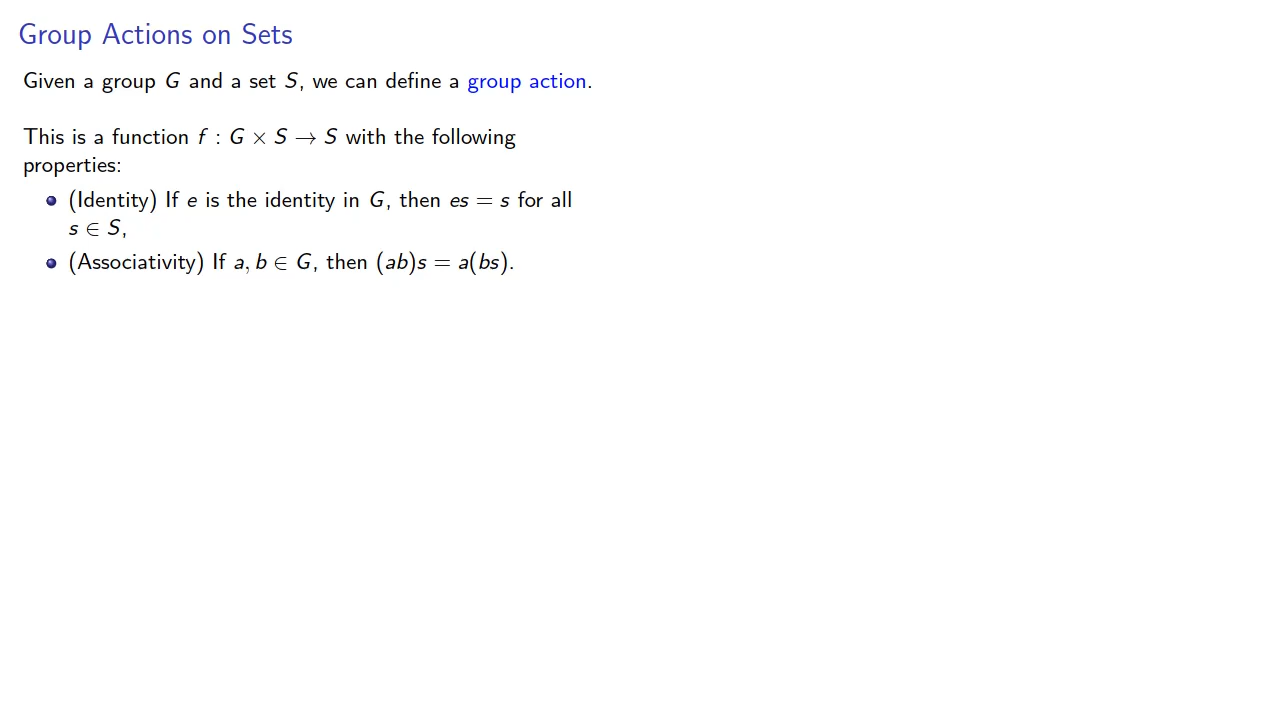 Group Actions on Sets
Given a group G and a set S, we can define a group action.
This is a function f : G × S → S with the following
properties:
(Identity) If e is the identity in G, then es = s for all
s ∈ S,
(Associativity) If a, b ∈ G, then (ab)s = a(bs).